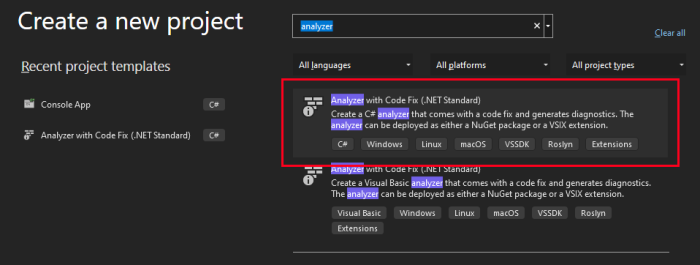 Create a new project
analyzer
Clear all
All languages
All platforms
All project types
Recent project templates
Console App
C#
Analyzer with Code Fix (.NET Standard)
C#
Analyzer with Code Fix (.NET Standard)
Create a C# analyzer that comes with a code fix and generates diagnostics. The
analyzer can be deployed as either a NuGet package or a VSIX extension.
C# Windows Linux macOS VSSDK Roslyn Extensions
Analyzer with Code Fix (.NET Standard)
Create a Visual Basic analyzer that comes with a code fix and generates diagnostics.
The analyzer can be deployed as either a NuGet package or a VSIX extension.
Visual Basic Windows Linux macOS VSSDK Roslyn
Extensions